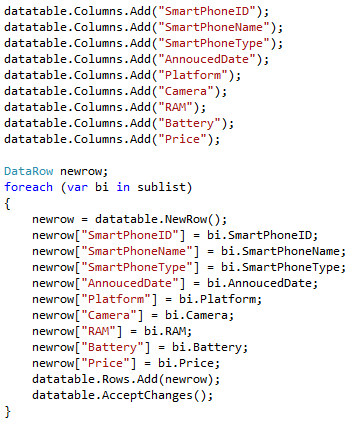 datatable.Columns.Add("SmartPhoneID");
datatable.Columns.Add("SmartPhoneName");
datatable.Columns.Add("SmartPhoneType");
datatable.Columns.Add("AnnoucedDate");
datatable.Columns.Add("Platform");
datatable.Columns.Add("Camera");
datatable.Columns.Add("RAM");
datatable.Columns.Add("Battery");
datatable.Columns.Add("Price");

DataRow newrow;
foreach (var bi in sublist)
{
    newrow = datatable.NewRow();
    newrow["SmartPhoneID"] = bi.SmartPhoneID;
    newrow["SmartPhoneName"] = bi.SmartPhoneName;
    newrow["SmartPhoneType"] = bi.SmartPhoneType;
    newrow["AnnoucedDate"] = bi.AnnoucedDate;
    newrow["Platform"] = bi.Platform;
    newrow["Camera"] = bi.Camera;
    newrow["RAM"] = bi.RAM;
    newrow["Battery"] = bi.Battery;
    newrow["Price"] = bi.Price;
    datatable.Rows.Add(newrow);
    datatable.AcceptChanges();
}